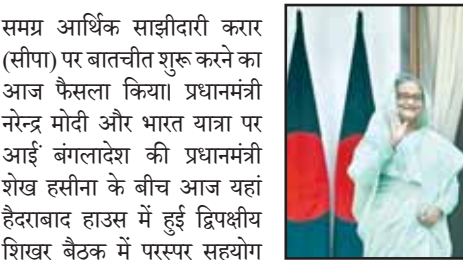 समग्र आर्थिक साझीदारी करार
(सीपा) पर बातचीत शुरू करने का
आज फैसला किया। प्रधानमंत्री
नरेन्द्र मोदी और भारत यात्रा पर
आईं बंगलादेश की प्रधानमंत्री
शेख हसीना के बीच आज यहां
हैदराबाद हाउस में हुई द्विपक्षीय
शिखर बैठक में परस्पर सहयोग